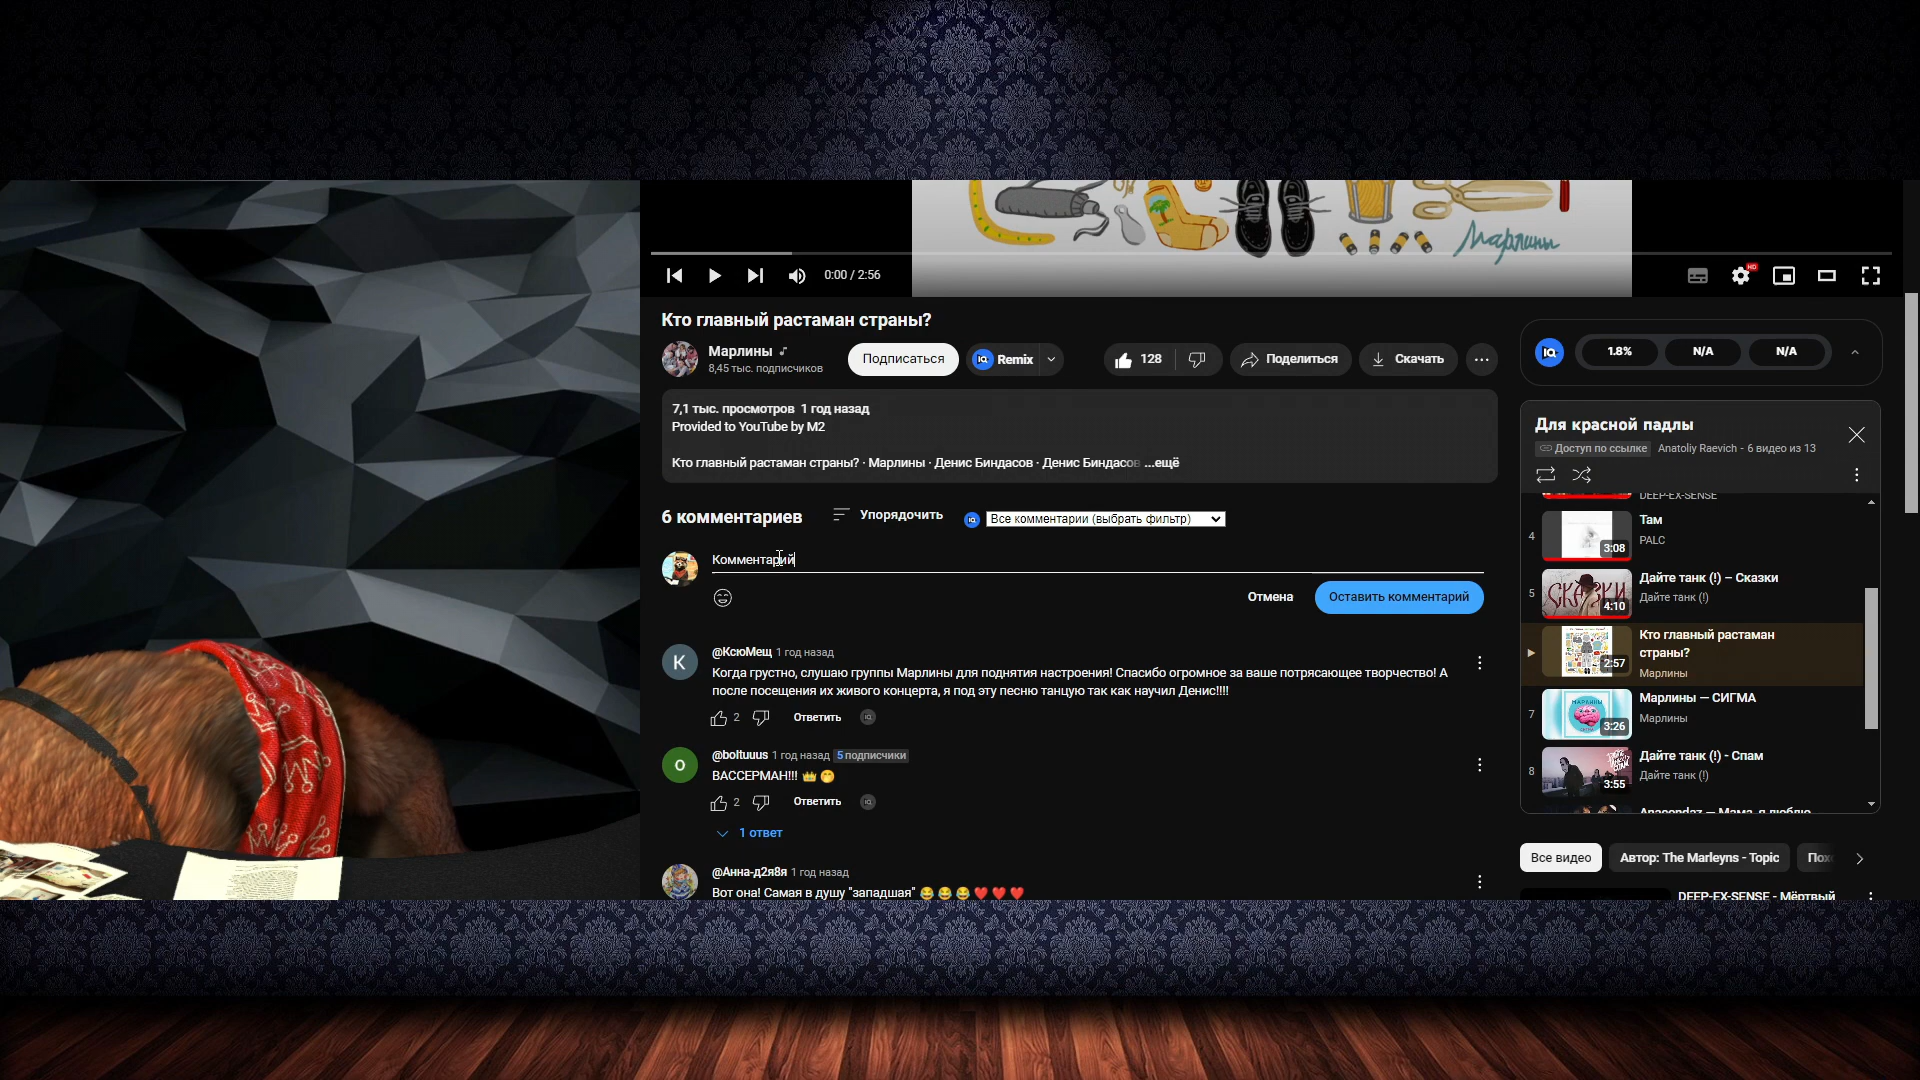 Марлины
0:00 / 2:56
HD
Кто главный растаман страны?
Марлины
8,45 тыс. подписчиков
Подписаться
Remix
128
Поделиться
Скачать
7,1 тыс. просмотров 1 год назад
Provided to YouTube by M2
Кто главный растаман страны? · Марлины · Денис Биндасов · Денис Биндасов ...ещё
6 комментариев
Упорядочить
Все комментарии (выбрать фильтр)
Комментарий
Отмена
Оставить комментарий
@КсюМещ 1 год назад
Когда грустно, слушаю группы Марлины для поднятия настроения! Спасибо огромное за ваше потрясающее творчество! А
после посещения их живого концерта, я под эту песню танцую так как научил Денис!!!!
2
Ответить
@boltuuus 1 год назад 5 подписчики
ВАССЕРМАН!!! 👑 🤭
2
Ответить
1 ответ
@Анна-д2я8я 1 год назад
Вот она! Самая в душу "западшая" 😂 😂 😂 ❤️ ❤️ ❤️
1.8%
N/A
N/A
Для красной падлы
Доступ по ссылке
Anatoliy Raevich - 6 видео из 13
DEEP-EX-SENSE
4
3:08
Там
PALC
5
СКАЗКИ
4:10
Дайте танк (!) – Сказки
Дайте танк (!)
2:57
Кто главный растаман
страны?
Марлины
7
МАРЛИНЫ
3:26
Марлины — СИГМА
Марлины
8
3:55
Дайте танк (!) - Спам
Дайте танк (!)
Anacondaz — Мама, я люблю
Все видео
Автор: The Marleyns - Topic
DEEP-EX-SENSE - Мёртвый